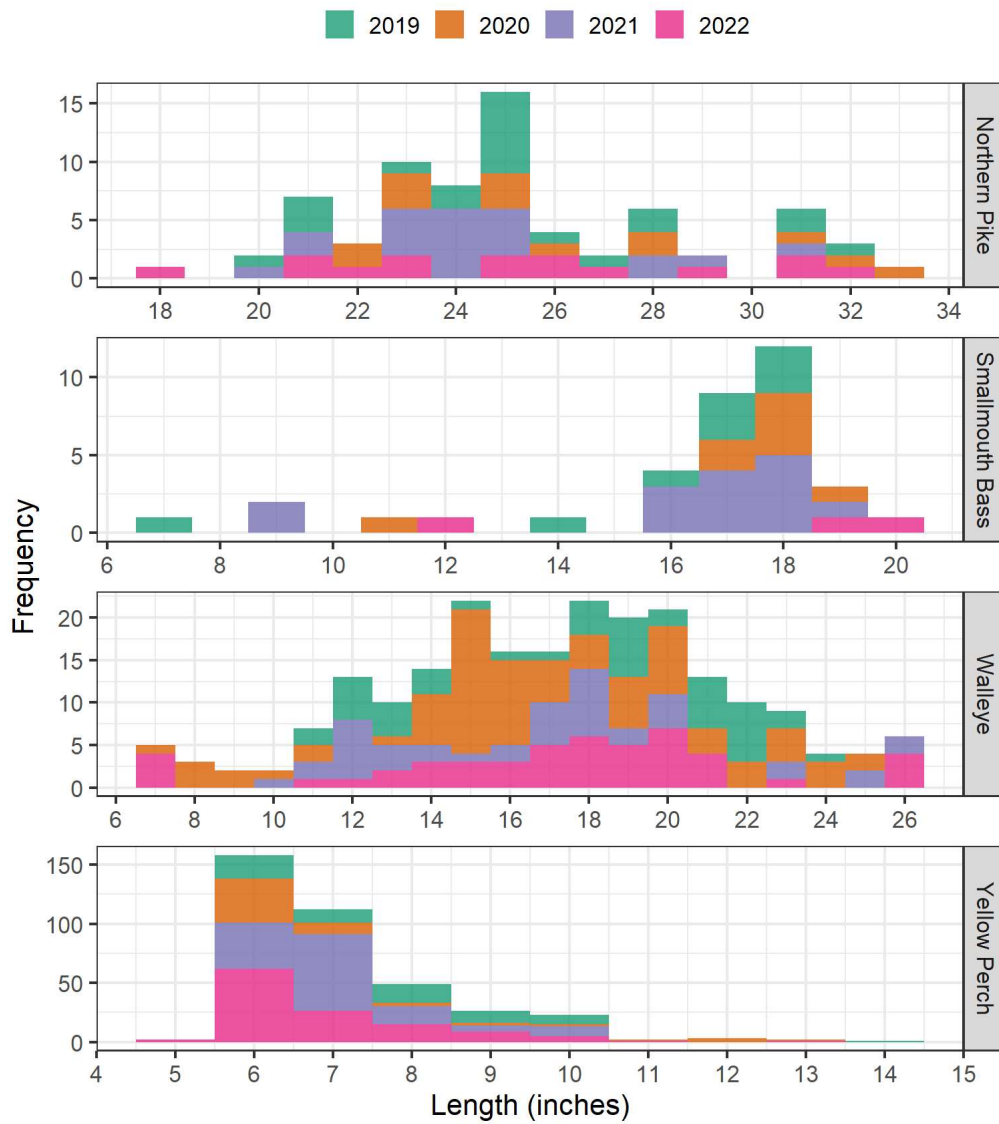 2019 2020 2021 2022
15
10
5
0
Northern Pike
18 20 22 24 26 28 30 32 34
10
5
0
Smallmouth Bass
6 8 10 12 14 16 18 20
Frequency
20
15
10
5
0
Walleye
6 8 10 12 14 16 18 20 22 24 26
150
100
50
0
Yellow Perch
4 5 6 7 8 9 10 11 12 13 14 15
Length (inches)